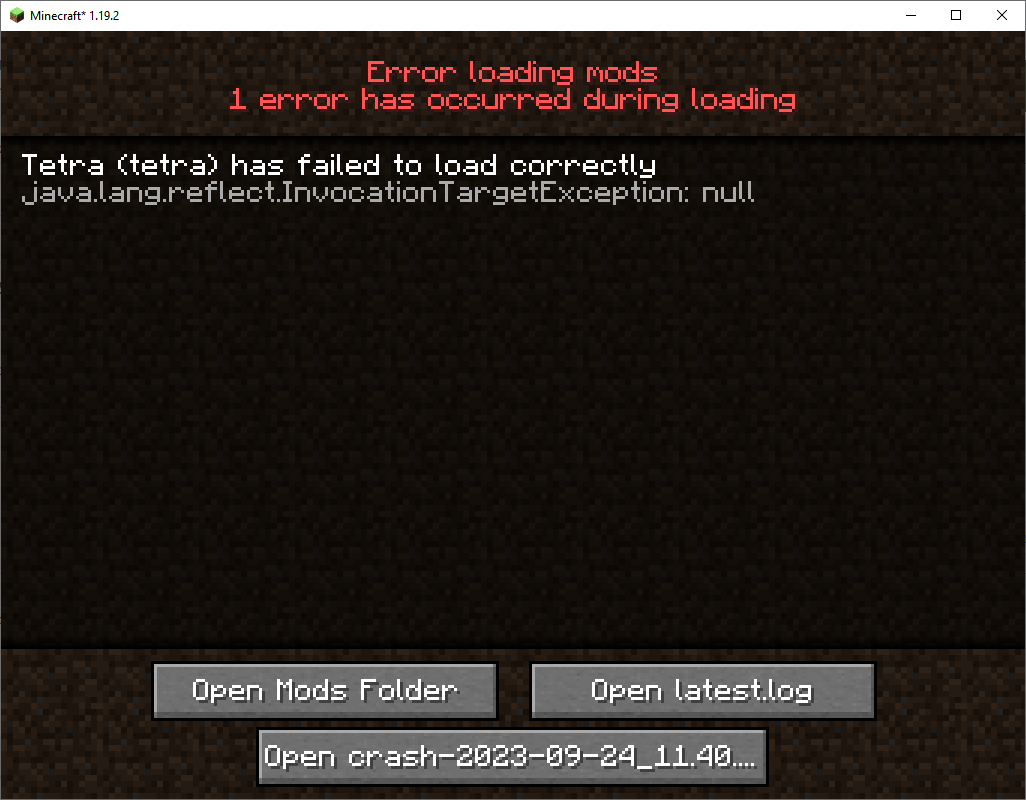 Minecraft* 1.19.2
Error loading mods
1 error has occurred during loading
Tetra (tetra) has failed to load correctly
java.lang.reflect.InvocationTargetException: null
Open Mods Folder
Open latest.log
Open crash-2023-09-24_11.40....